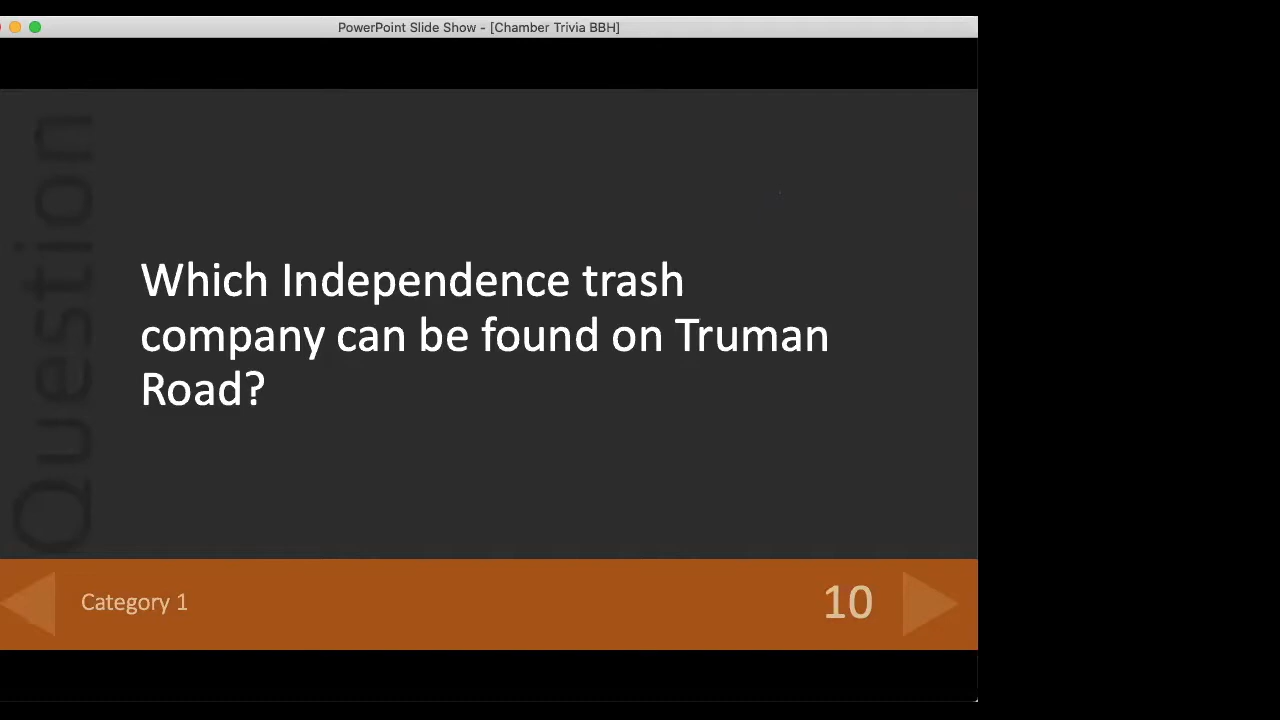 PowerPoint Slide Show - [Chamber Trivia BBH]
Question
Which Independence trash
company can be found on Truman
Road?
Category 1
10